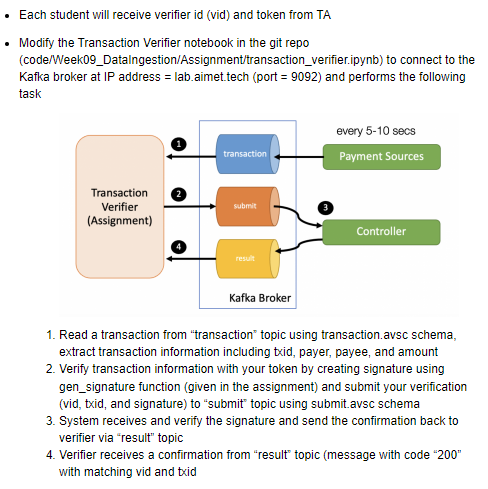 • Each student will receive verifier id (vid) and token from TA
• Modify the Transaction Verifier notebook in the git repo
(code/Week09_DataIngestion/Assignment/transaction_verifier.ipynb) to connect to the
Kafka broker at IP address = lab.aimet.tech (port = 9092) and performs the following
task
every 5-10 secs
1
transaction
Payment Sources
Transaction
Verifier
(Assignment)
2
submit
3
Controller
4
result
Kafka Broker
1. Read a transaction from “transaction” topic using transaction.avsc schema,
extract transaction information including txid, payer, payee, and amount
2. Verify transaction information with your token by creating signature using
gen_signature function (given in the assignment) and submit your verification
(vid, txid, and signature) to “submit” topic using submit.avsc schema
3. System receives and verify the signature and send the confirmation back to
verifier via “result” topic
4. Verifier receives a confirmation from “result” topic (message with code “200”
with matching vid and txid